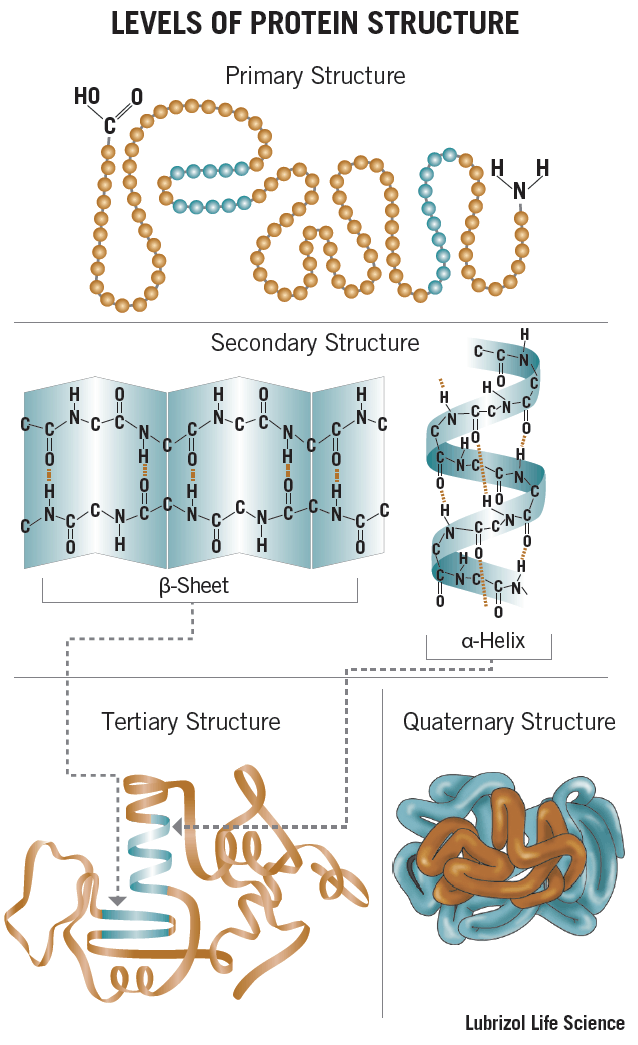 LEVELS OF PROTEIN STRUCTURE
Primary Structure
HO
O
C
H
H
N
Secondary Structure
H
O
H
O
H
N
C
C
N
C
C
N
C
C
N
C
C
N
C
C
N
C
O
H
O
H
O
H
O
H
O
H
C
N
C
C
N
C
C
N
C
C
N
C
C
N
C
C
O
H
O
H
O
β-Sheet
α-Helix
Tertiary Structure
Quaternary Structure
Lubrizol Life Science